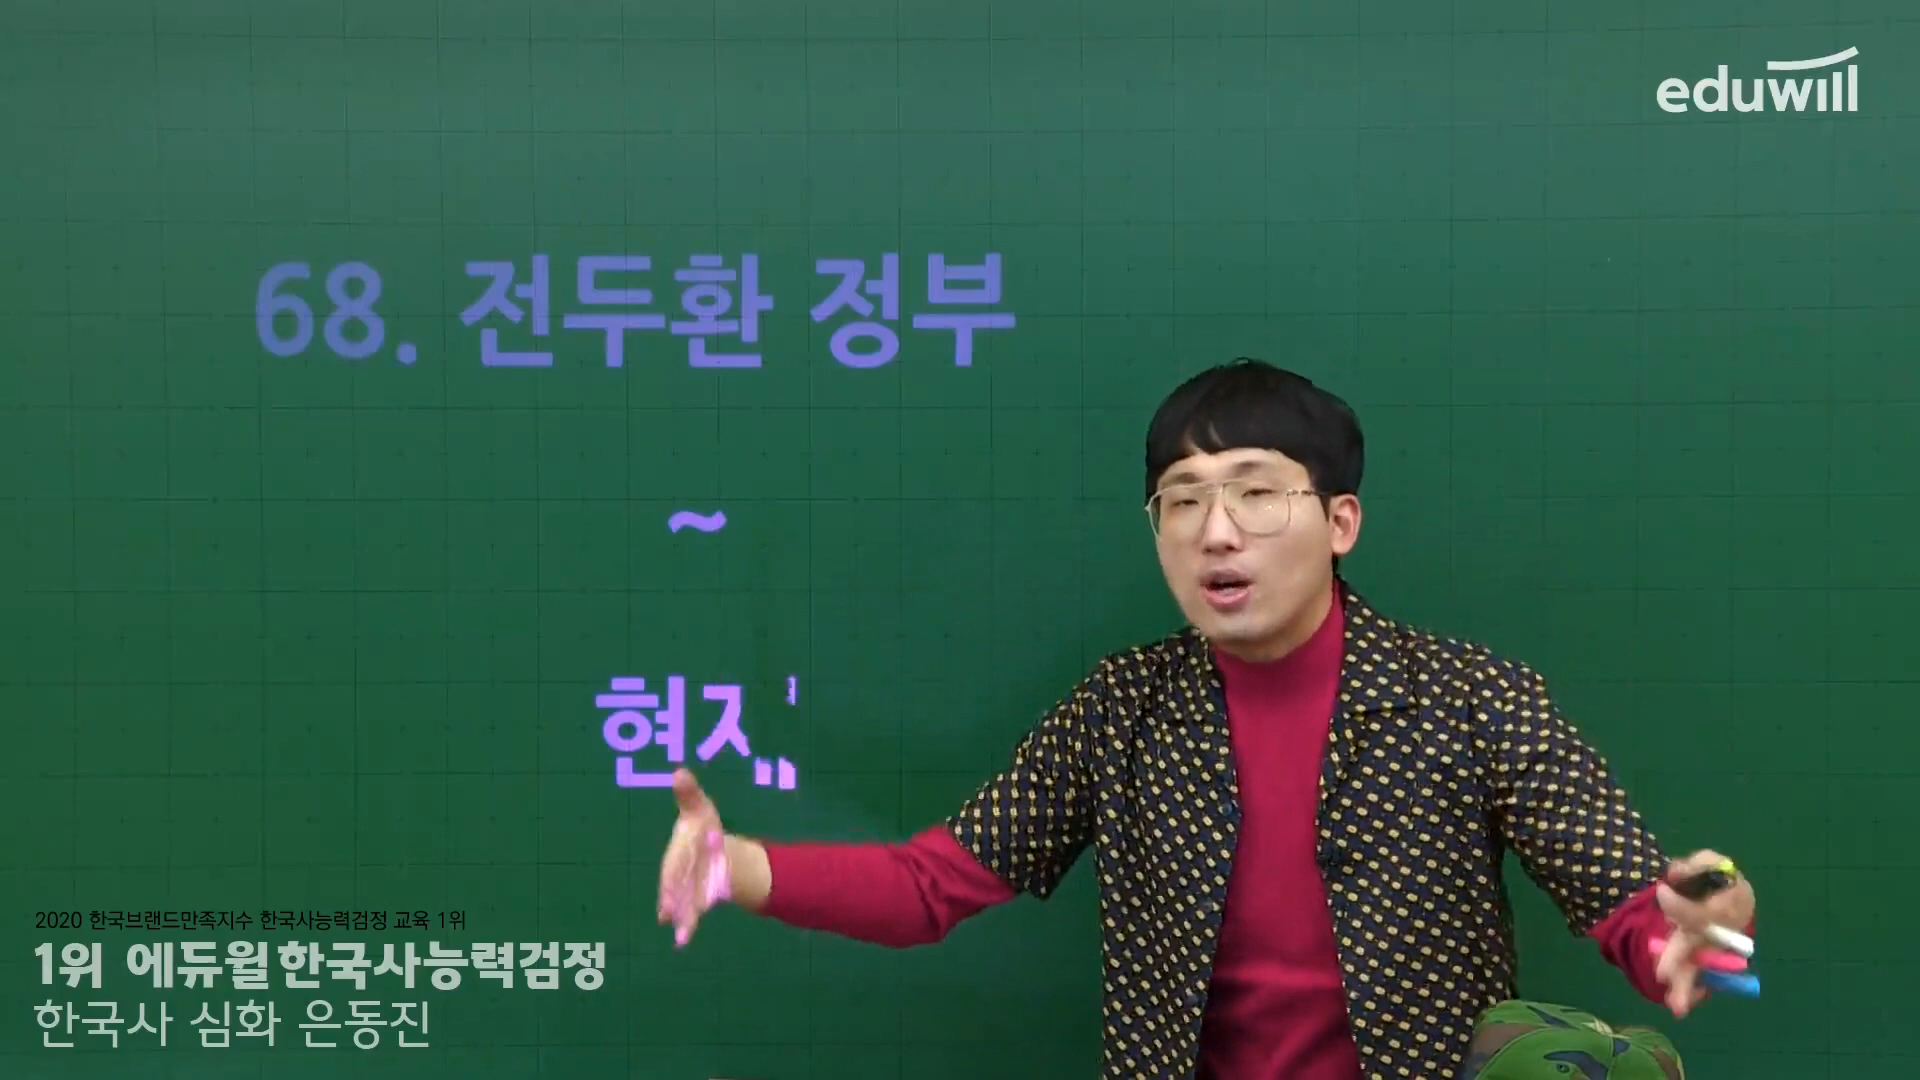 eduwill
68. 전두환 정부
~
현
2020 한국브랜드만족지수 한국사능력검정 교육 1위
1위 에듀윌 한국사능력검정
한국사 심화 은동진